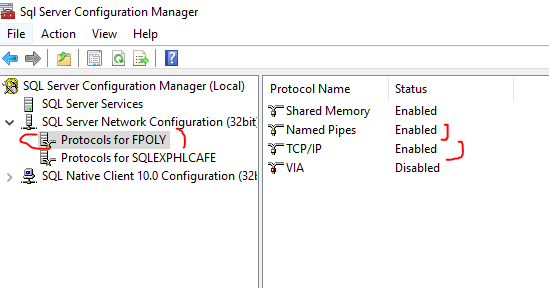 Sql Server Configuration Manager
File Action View Help
SQL Server Configuration Manager (Local)
SQL Server Services
SQL Server Network Configuration (32bit
Protocols for FPOLY
Protocols for SQLEXPHLCAFE
SQL Native Client 10.0 Configuration (32b
Protocol Name Status
Shared Memory Enabled
Named Pipes Enabled
TCP/IP Enabled
VIA Disabled